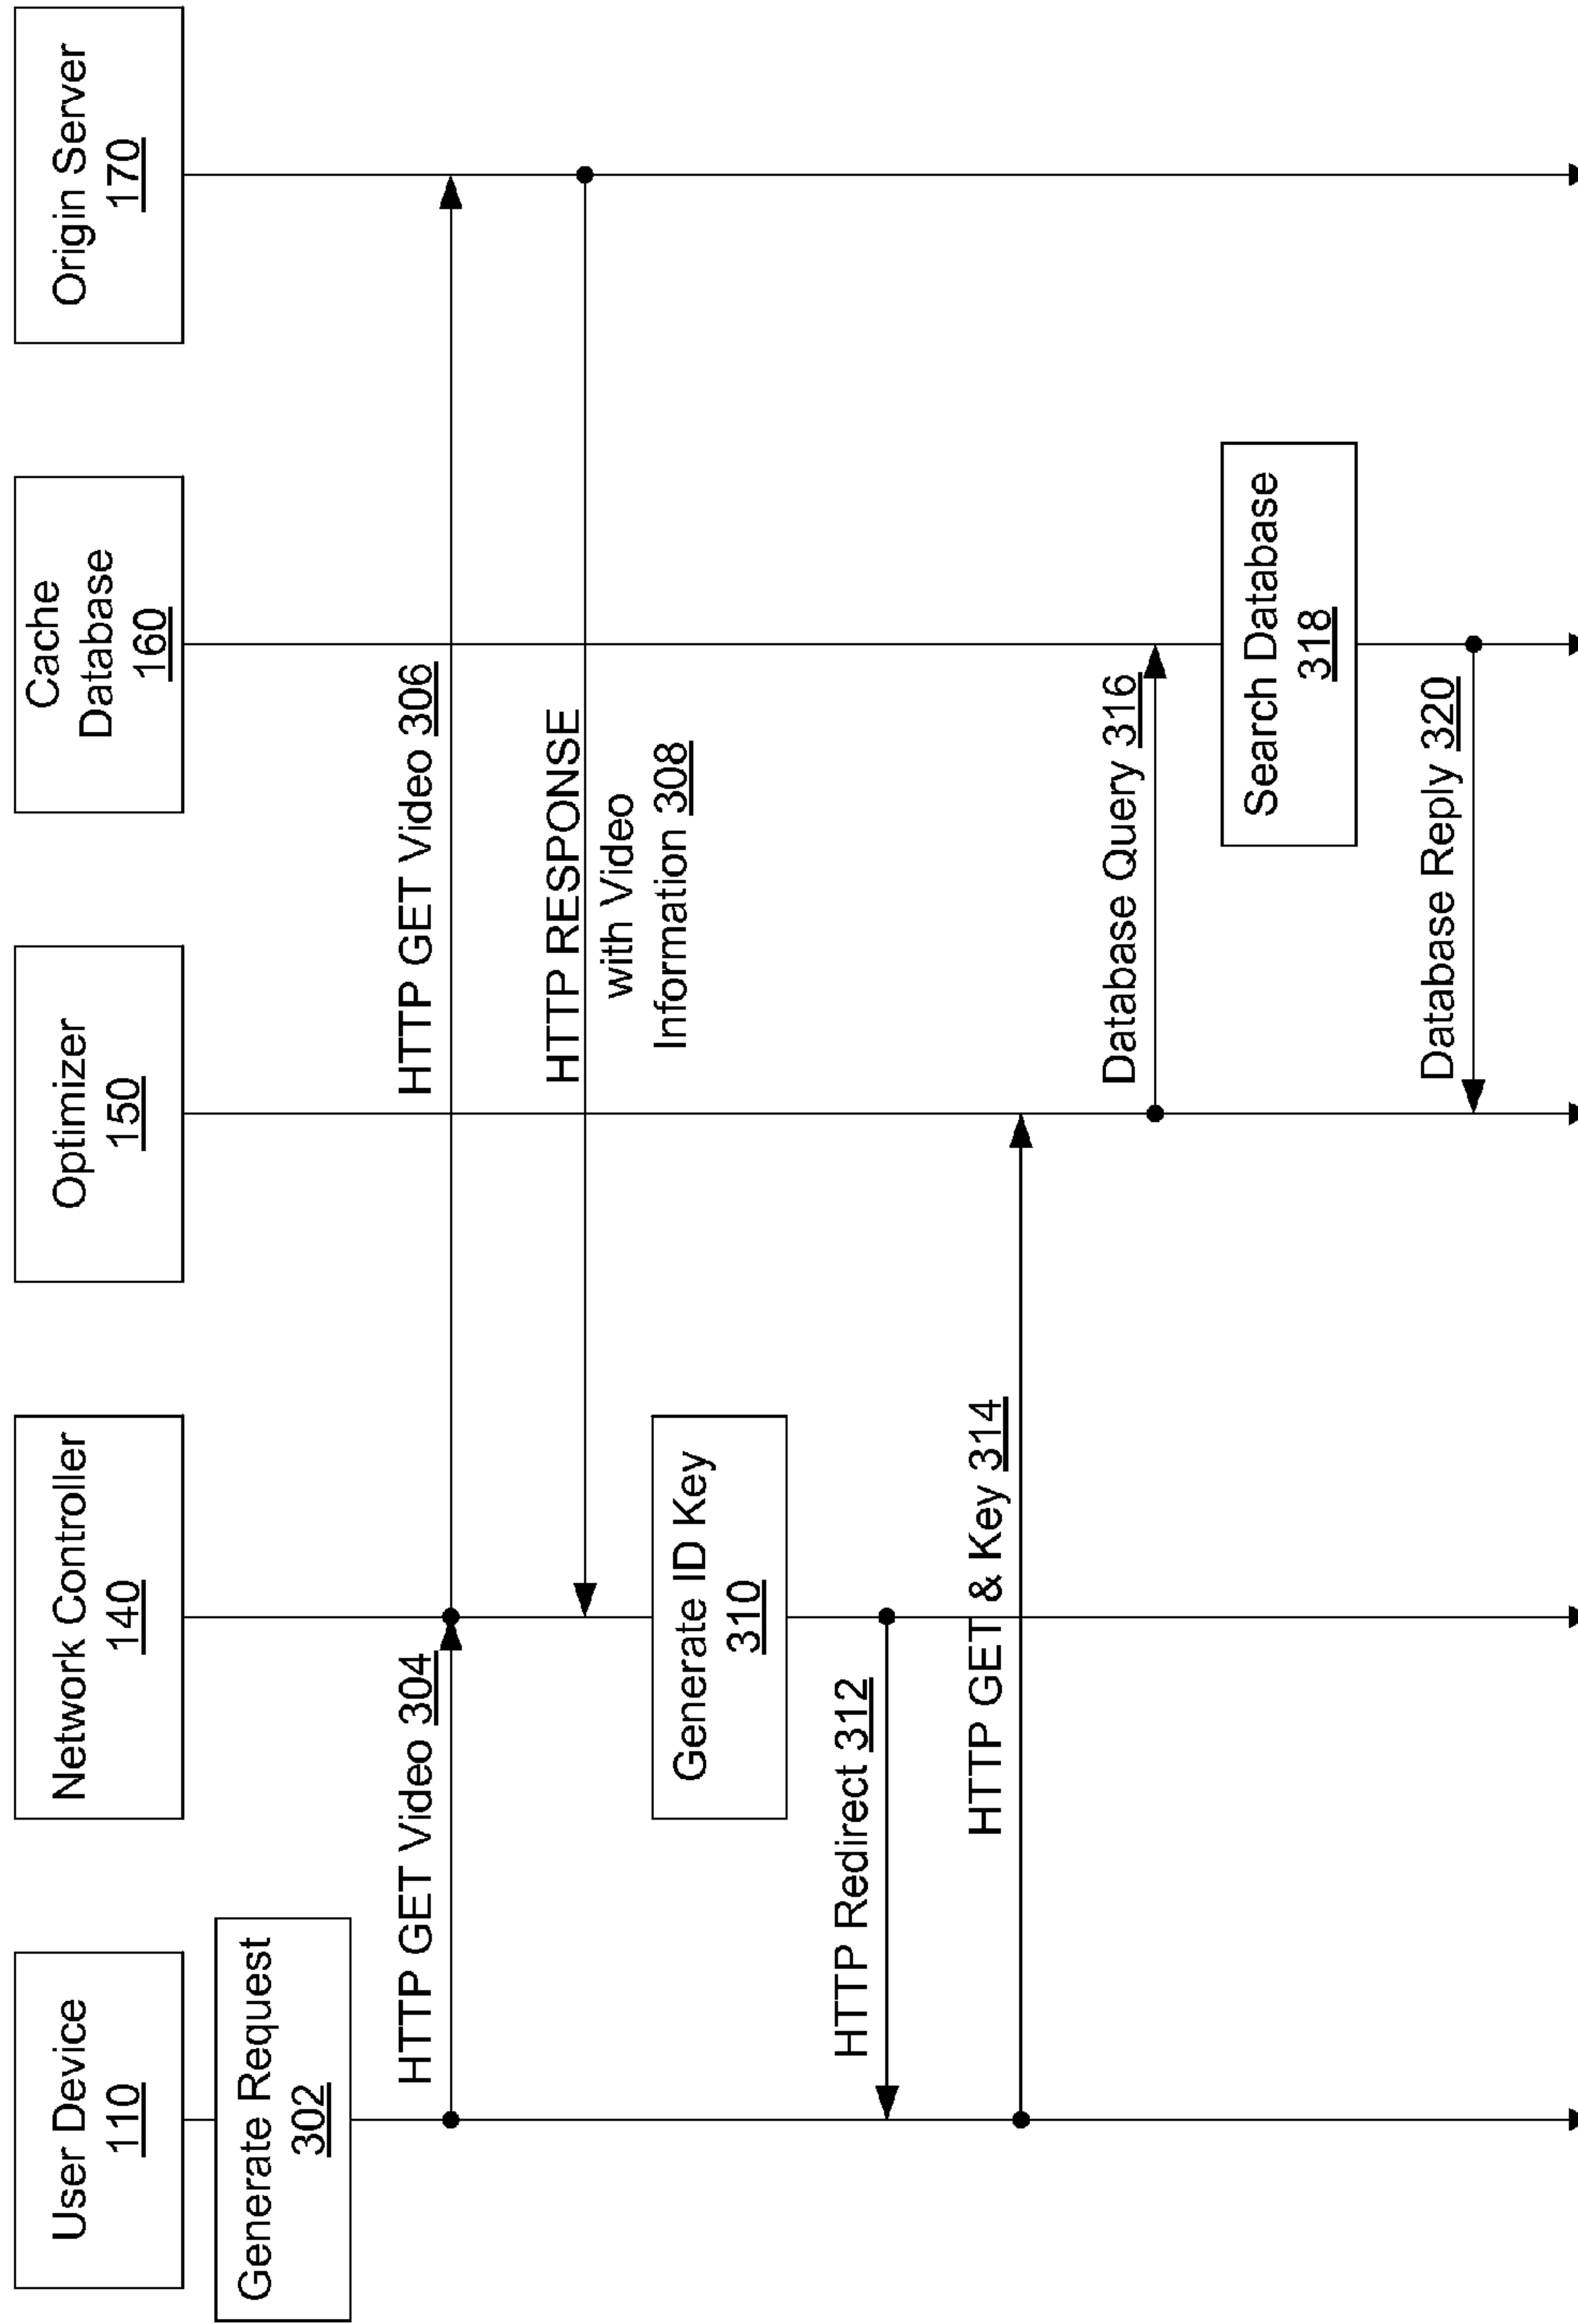 User Device
110
Network Controller
140
Optimizer
150
Cache
Database
160
Origin Server
170
Generate Request
302
HTTP GET Video 304
HTTP GET Video 306
HTTP RESPONSE
with Video
Information 308
Generate ID Key
310
HTTP Redirect 312
HTTP GET & Key 314
Database Query 316
Search Database
318
Database Reply 320